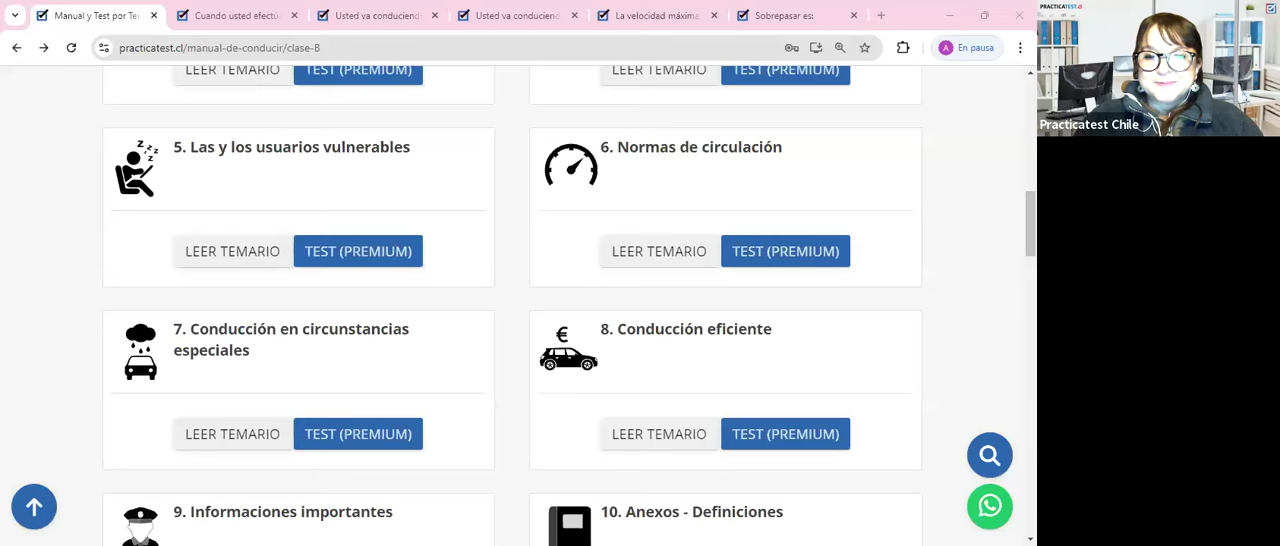 Manual y Test por Te
Cuando usted efectú
Usted va conduciend
Usted va conduciend
La velocidad máxima
Sobrepasar es:
practicatest.cl/manual-de-conducir/clase-B
A
En pausa
PRACTICATEST.cl
Practicatest Chile
LEER TEMARIO
TEST (PREMIUM)
LEER TEMARIO
TEST (PREMIUM)
5. Las y los usuarios vulnerables
LEER TEMARIO
TEST (PREMIUM)
6. Normas de circulación
LEER TEMARIO
TEST (PREMIUM)
7. Conducción en circunstancias
especiales
LEER TEMARIO
TEST (PREMIUM)
8. Conducción eficiente
€
LEER TEMARIO
TEST (PREMIUM)
9. Informaciones importantes
10. Anexos - Definiciones